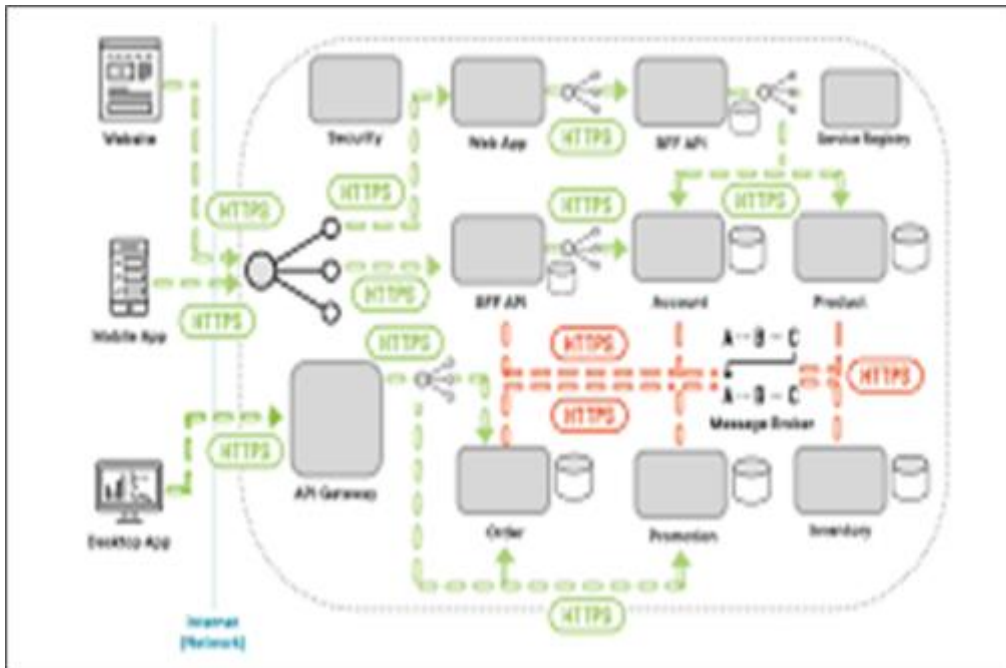 Website
Mobile App
Desktop App
Internet
(Network)
HTTPS
HTTPS
HTTPS
Security
Web App
HTTPS
BFF API
Service Registry
HTTPS
HTTPS
BFF API
HTTPS
Account
HTTPS
Product
HTTPS
API Gateway
HTTPS
HTTPS
A - B - C
A - B - C
Message Broker
HTTPS
Order
Promotion
Inventory
HTTPS